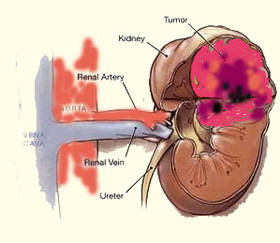 Tumor
Kidney
Renal Artery
AORTA
VENA
CAVA
Renal Vein
Ureter